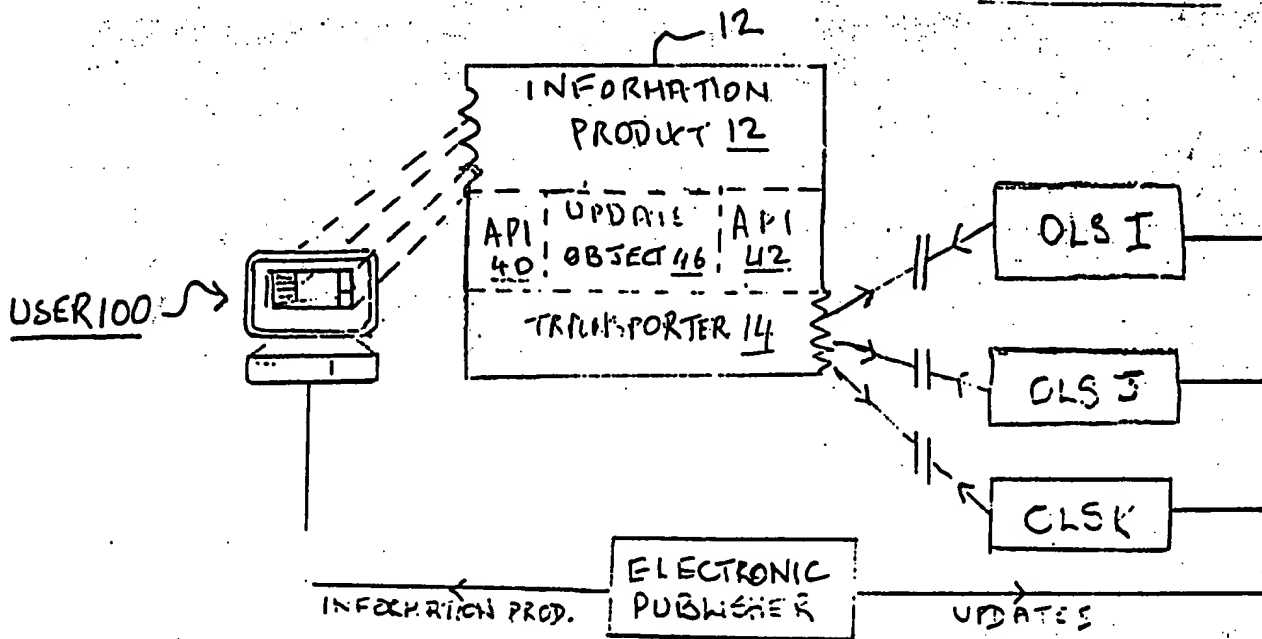 12
INFORMATION
PRODUCT 12
API
40
UPDATE
OBJECT 46
API
42
TRANSPORTER 14
USER 100
OLS I
OLS J
OLS K
ELECTRONIC
PUBLISHER
INFORMATION PROD.
UPDATES